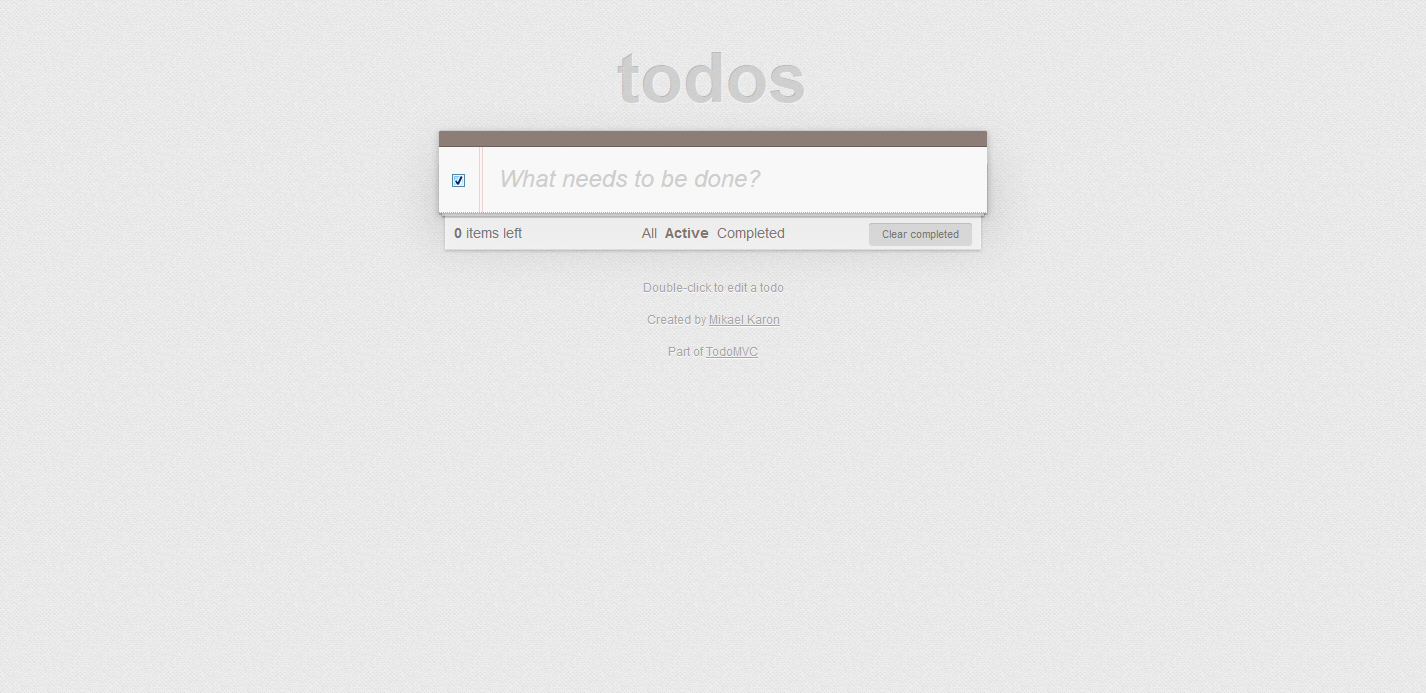 todos
What needs to be done?
0 items left All Active Completed Clear completed
Double-click to edit a todo
Created by Mikael Karon
Part of TodoMVC